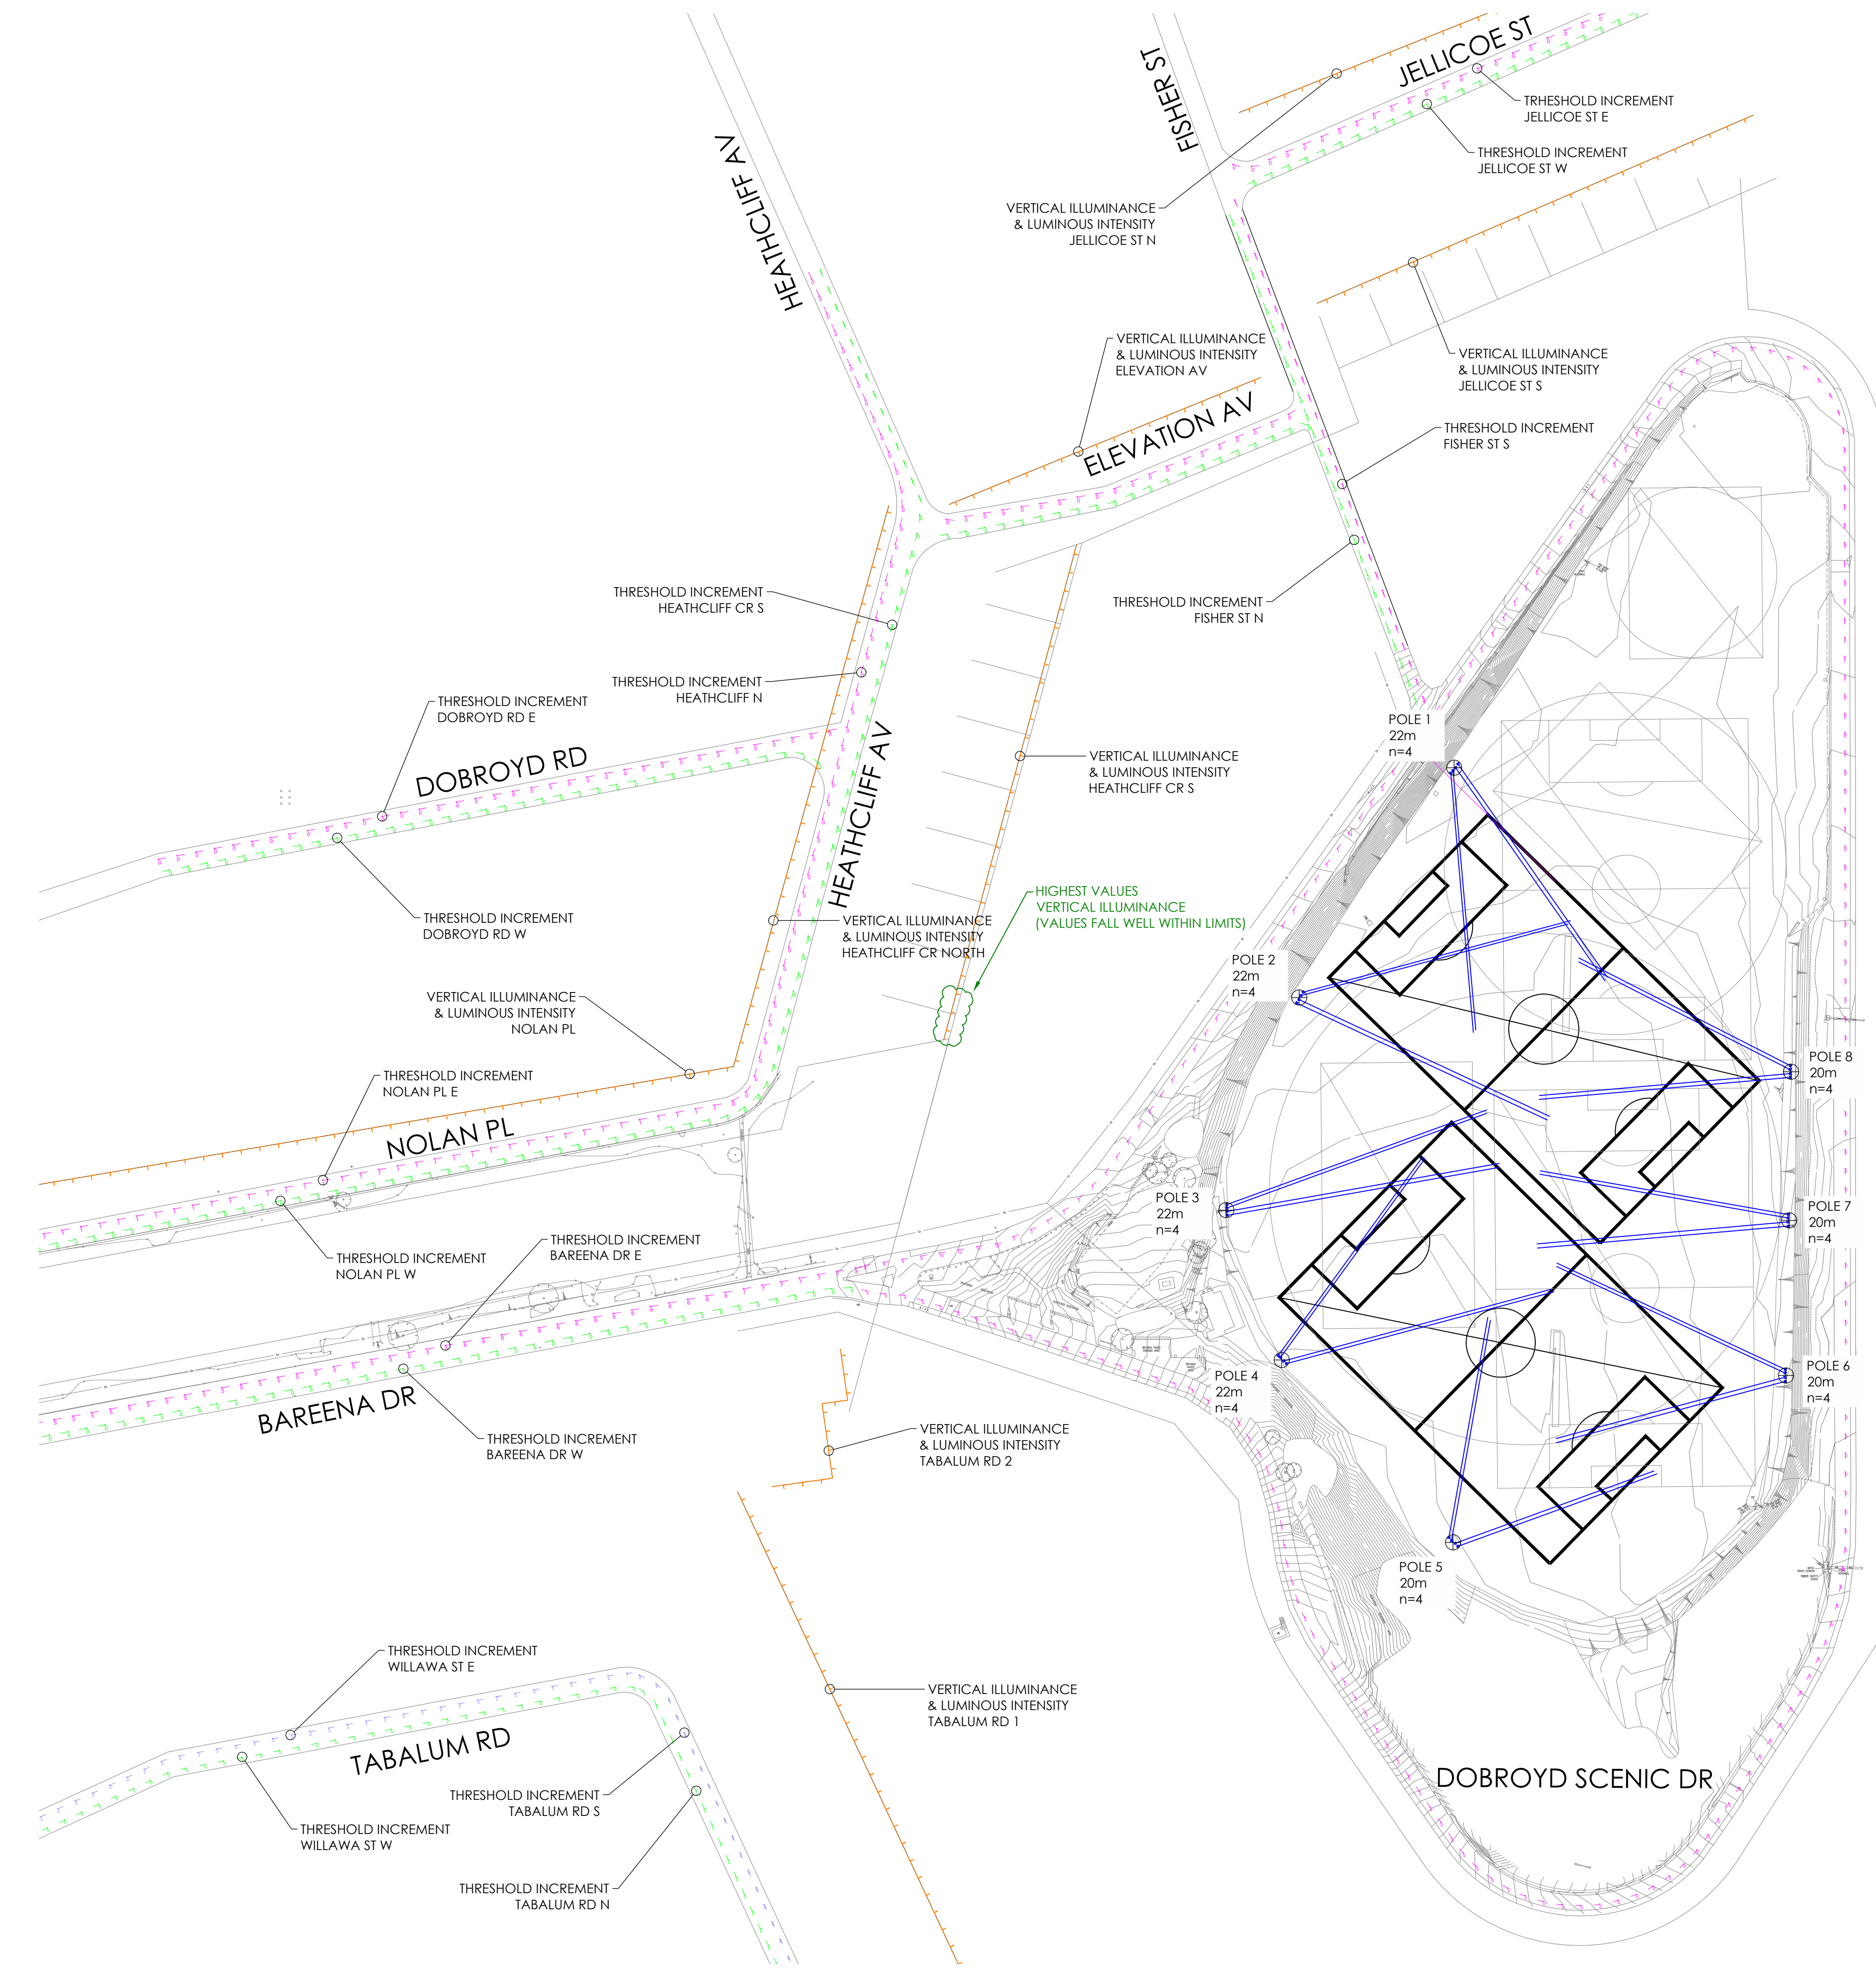 JELLICOE ST
FISHER ST
HEATHCLIFF AV
TRHESHOLD INCREMENT
JELLICOE ST E
THRESHOLD INCREMENT
JELLICOE ST W
VERTICAL ILLUMINANCE
& LUMINOUS INTENSITY
JELLICOE ST N
VERTICAL ILLUMINANCE
& LUMINOUS INTENSITY
ELEVATION AV
VERTICAL ILLUMINANCE
& LUMINOUS INTENSITY
JELLICOE ST S
ELEVATION AV
THRESHOLD INCREMENT
FISHER ST S
THRESHOLD INCREMENT
HEATHCLIFF CR S
THRESHOLD INCREMENT
FISHER ST N
THRESHOLD INCREMENT
HEATHCLIFF N
THRESHOLD INCREMENT
DOBROYD RD E
DOBROYD RD
HEATHCLIFF AV
VERTICAL ILLUMINANCE
& LUMINOUS INTENSITY
HEATHCLIFF CR S
POLE 1
22m
n=4
HIGHEST VALUES
VERTICAL ILLUMINANCE
(VALUES FALL WELL WITHIN LIMITS)
THRESHOLD INCREMENT
DOBROYD RD W
VERTICAL ILLUMINANCE
& LUMINOUS INTENSITY
HEATHCLIFF CR NORTH
POLE 2
22m
n=4
VERTICAL ILLUMINANCE
& LUMINOUS INTENSITY
NOLAN PL
POLE 8
20m
n=4
THRESHOLD INCREMENT
NOLAN PL E
NOLAN PL
POLE 3
22m
n=4
POLE 7
20m
n=4
THRESHOLD INCREMENT
NOLAN PL W
THRESHOLD INCREMENT
BAREENA DR E
POLE 4
22m
n=4
POLE 6
20m
n=4
BAREENA DR
THRESHOLD INCREMENT
BAREENA DR W
VERTICAL ILLUMINANCE
& LUMINOUS INTENSITY
TABALUM RD 2
POLE 5
20m
n=4
THRESHOLD INCREMENT
WILLAWA ST E
VERTICAL ILLUMINANCE
& LUMINOUS INTENSITY
TABALUM RD 1
TABALUM RD
DOBROYD SCENIC DR
THRESHOLD INCREMENT
TABALUM RD S
THRESHOLD INCREMENT
WILLAWA ST W
THRESHOLD INCREMENT
TABALUM RD N